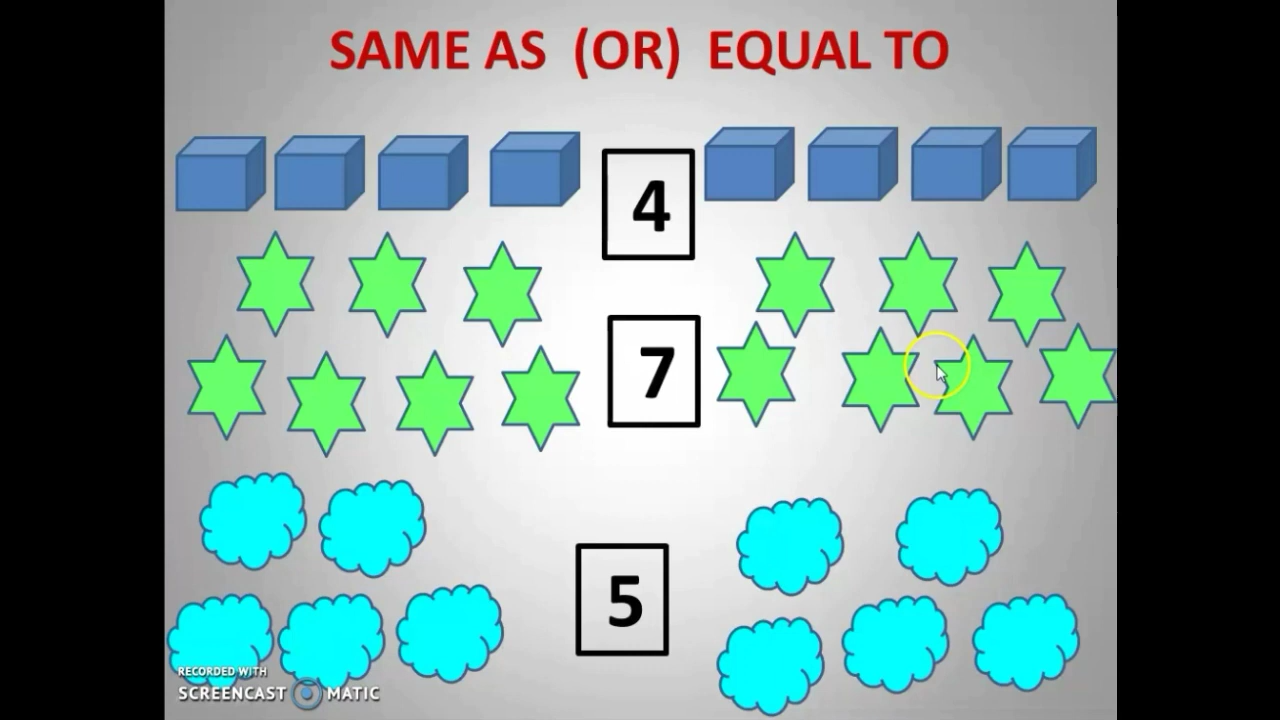 SAME AS (OR) EQUAL TO
4
7
5
RECORDED WITH
SCREENCAST MATIC